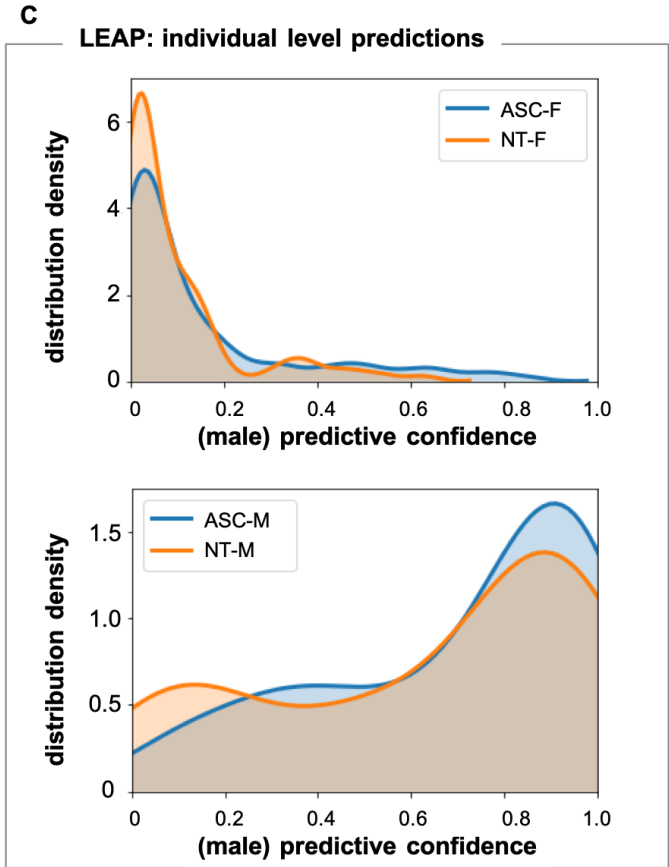 C
LEAP: individual level predictions
distribution density
6
4
2
0
ASC-F
NT-F
0 0.2 0.4 0.6 0.8 1.0
(male) predictive confidence
distribution density
1.5
1.0
0.5
0
ASC-M
NT-M
0 0.2 0.4 0.6 0.8 1.0
(male) predictive confidence